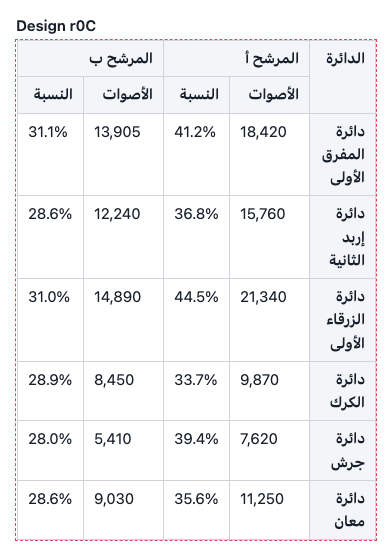 Design r0C
الدائرة المرشح أ المرشح ب
الأصوات النسبة الأصوات النسبة
دائرة المفرق الأولى 18,420 41.2% 13,905 31.1%
دائرة إربد الثانية 15,760 36.8% 12,240 28.6%
دائرة الزرقاء الأولى 21,340 44.5% 14,890 31.0%
دائرة الكرك 9,870 33.7% 8,450 28.9%
دائرة جرش 7,620 39.4% 5,410 28.0%
دائرة معان 11,250 35.6% 9,030 28.6%